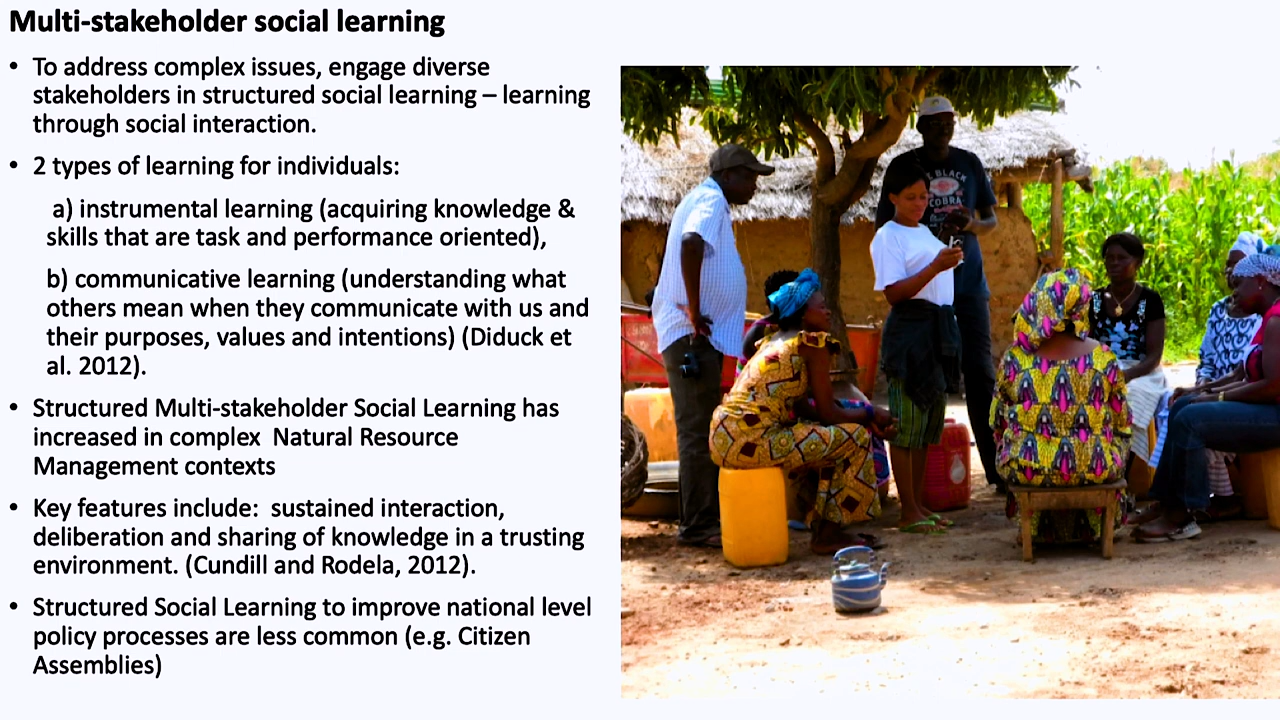 Multi-stakeholder social learning
• To address complex issues, engage diverse
stakeholders in structured social learning – learning
through social interaction.
• 2 types of learning for individuals:
a) instrumental learning (acquiring knowledge &
skills that are task and performance oriented),
b) communicative learning (understanding what
others mean when they communicate with us and
their purposes, values and intentions) (Diduck et
al. 2012).
• Structured Multi-stakeholder Social Learning has
increased in complex  Natural Resource
Management contexts
• Key features include:  sustained interaction,
deliberation and sharing of knowledge in a trusting
environment. (Cundill and Rodela, 2012).
• Structured Social Learning to improve national level
policy processes are less common (e.g. Citizen
Assemblies)
BLACK
COBRA